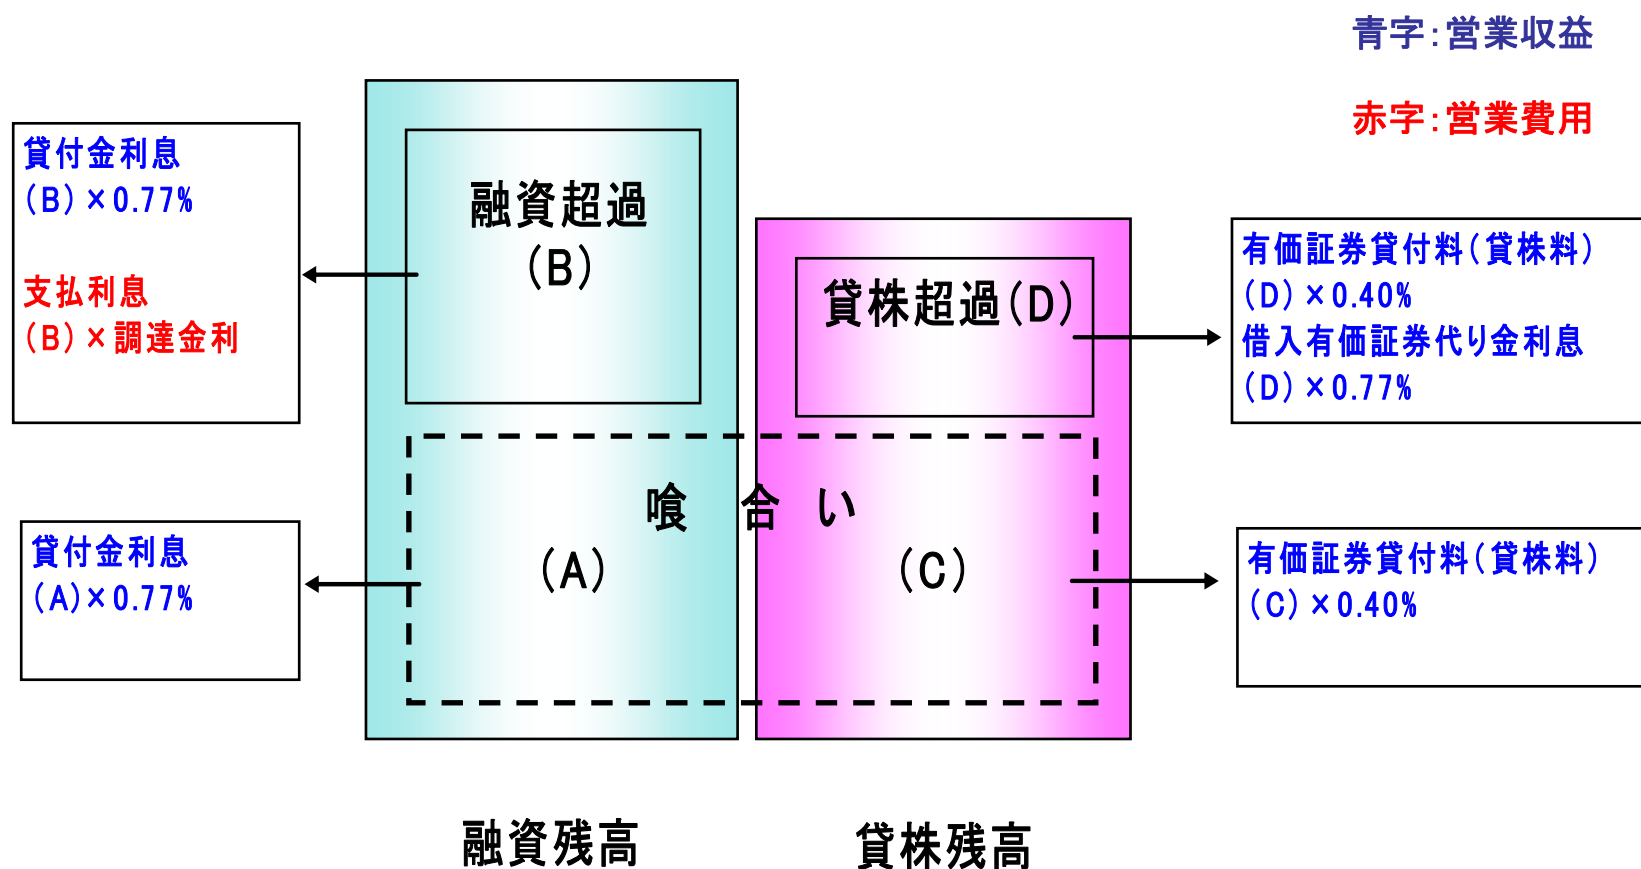 青字：営業収益
赤字：営業費用
貸付金利息
（B）×0.77%
支払利息
（B）×調達金利
融資超過
（B）
貸株超過（D）
有価証券貸付料（貸株料）
（D）×0.40%
借入有価証券代り金利息
（D）×0.77%
喰　合　い
（A）
（C）
貸付金利息
（A）×0.77%
有価証券貸付料（貸株料）
（C）×0.40%
融資残高
貸株残高